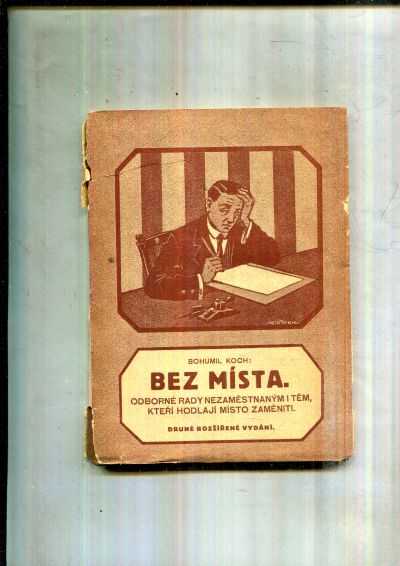 BOHUMIL KOCH:
BEZ MÍSTA.
ODBORNÉ RADY NEZAMĚSTNANÝM I TĚM,
KTEŘÍ HODLAJÍ MÍSTO ZAMĚNITI.
DRUHÉ ROZŠÍŘENÉ VYDÁNÍ.